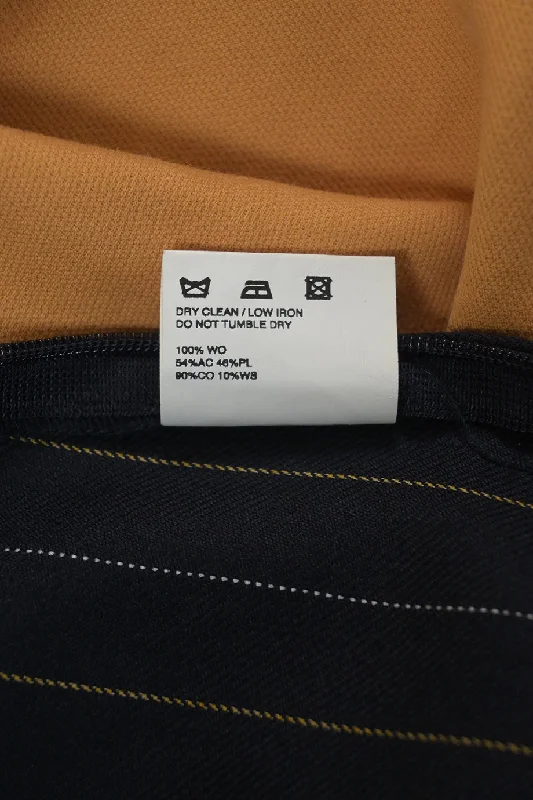 DRY CLEAN / LOW IRON
DO NOT TUMBLE DRY
100% WO
54%AC 46%PL
90%CO 10%WS